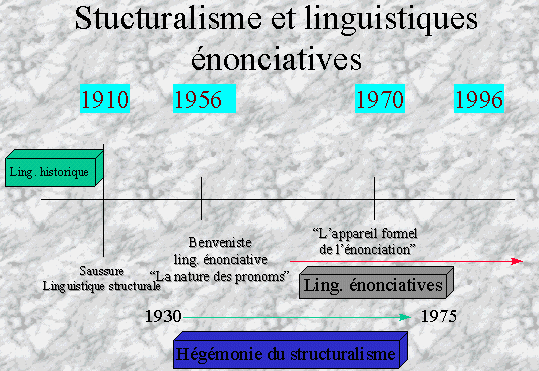 Stucturalisme et linguistiques
énonciatives
1910 1956 1970 1996
Ling. historique
Saussure
Linguistique structurale
Benveniste
ling. énonciative
“La nature des pronoms”
“L’appareil formel
de l’énonciation”
Ling. énonciatives
1930 1975
Hégémonie du structuralisme